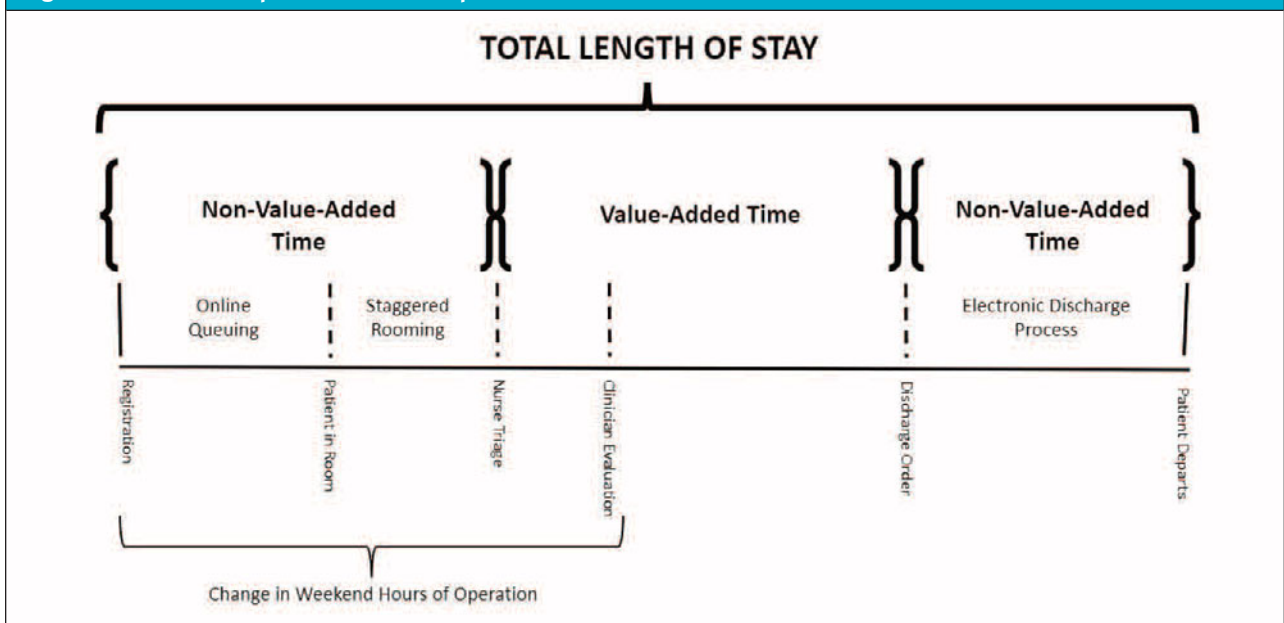 TOTAL LENGTH OF STAY
Non-Value-Added
Time
Value-Added Time
Non-Value-Added
Time
Online
Queuing
Staggered
Rooming
Electronic Discharge
Process
Registration
Patient in Room
Nurse Triage
Clinician Evaluation
Discharge Order
Patient Departs
Change in Weekend Hours of Operation